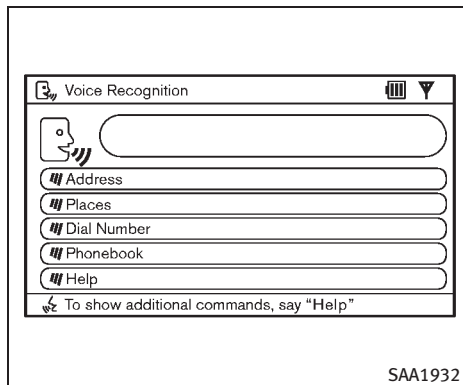 Voice Recognition
Address
Places
Dial Number
Phonebook
Help
To show additional commands, say “Help”
SAA1932